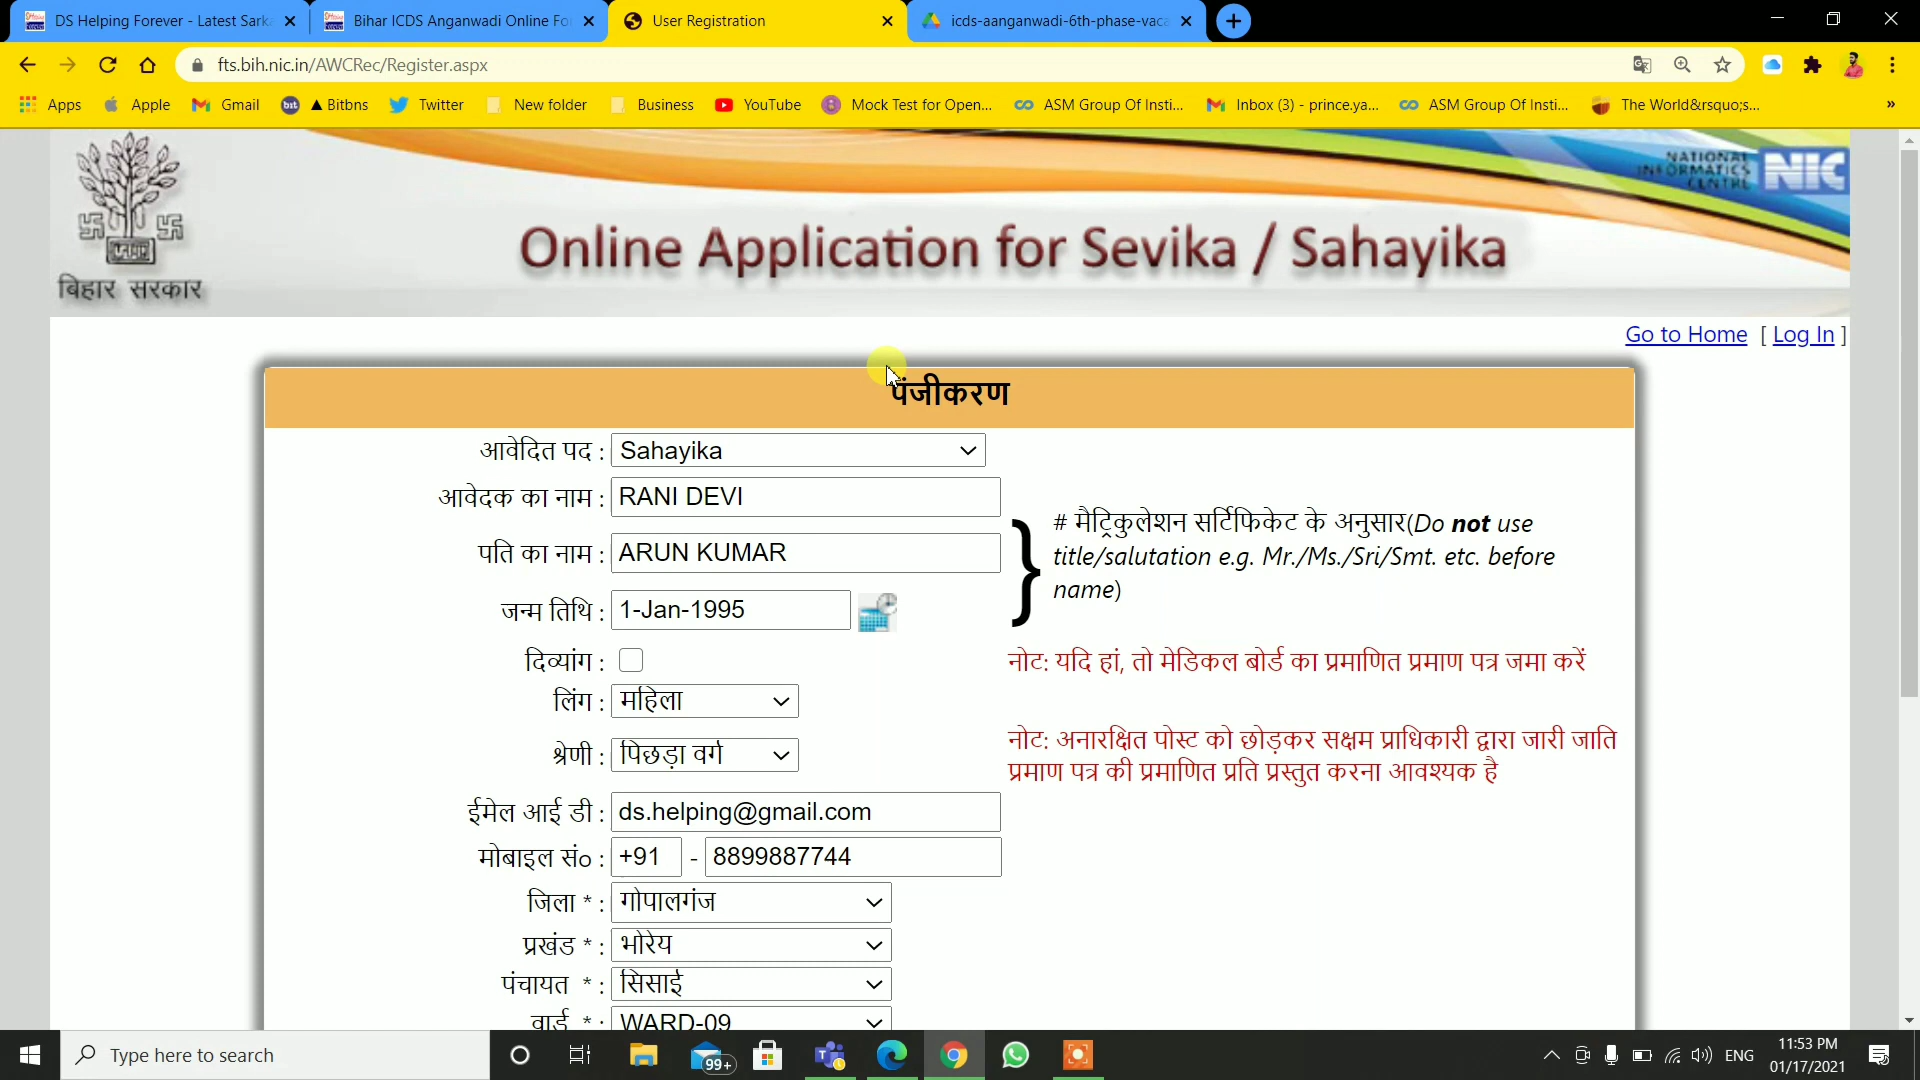 DS Helping Forever - Latest Sarka
Bihar ICDS Anganwadi Online Fo
User Registration
icds-aanganwadi-6th-phase-vaca
fts.bih.nic.in/AWCRec/Register.aspx
Apps Apple Gmail Bitbns Twitter New folder Business YouTube Mock Test for Open... ASM Group Of Insti... Inbox (3) - prince.ya... ASM Group Of Insti... The World&rsquo;s... »
NATIONAL
INFORMATICS
CENTRE
NIC
बिहार सरकार
Online Application for Sevika / Sahayika
Go to Home [ Log In ]
पंजीकरण
आवेदित पद : Sahayika
आवेदक का नाम : RANI DEVI
पति का नाम : ARUN KUMAR
# मैट्रिकुलेशन सर्टिफिकेट के अनुसार(Do not use
title/salutation e.g. Mr./Ms./Sri/Smt. etc. before
name)
जन्म तिथि : 1-Jan-1995
दिव्यांग :
नोट: यदि हां, तो मेडिकल बोर्ड का प्रमाणित प्रमाण पत्र जमा करें
लिंग : महिला
श्रेणी : पिछड़ा वर्ग
नोट: अनारक्षित पोस्ट को छोड़कर सक्षम प्राधिकारी द्वारा जारी जाति
प्रमाण पत्र की प्रमाणित प्रति प्रस्तुत करना आवश्यक है
ईमेल आई डी : ds.helping@gmail.com
मोबाइल सं० : +91 - 8899887744
जिला * : गोपालगंज
प्रखंड * : भोरेय
पंचायत * : सिसाई
वार्ड * : WARD-09
Type here to search
99+
ENG
11:53 PM
01/17/2021